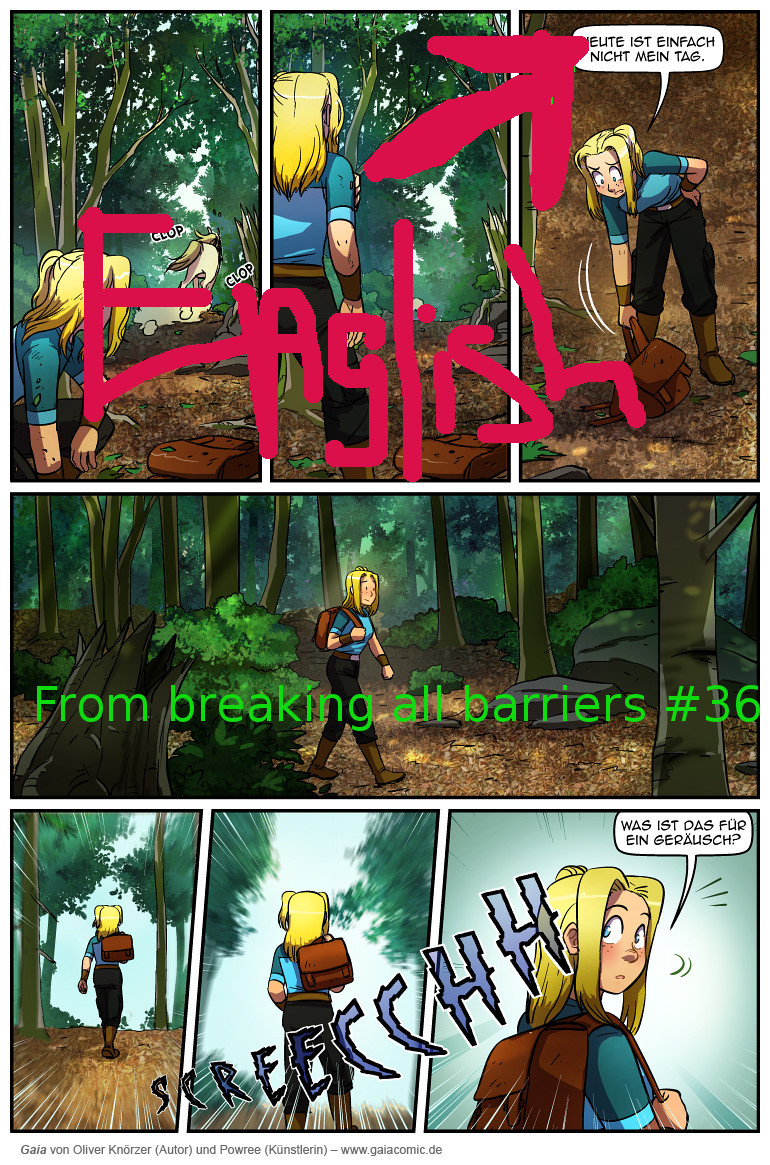 HEUTE IST EINFACH
NICHT MEIN TAG.
CLOP
CLOP
English
From breaking all barriers #36
WAS IST DAS FÜR
EIN GERÄUSCH?
SCREEECCHHH
Gaia von Oliver Knörzer (Autor) und Powree (Künstlerin) – www.gaiacomic.de